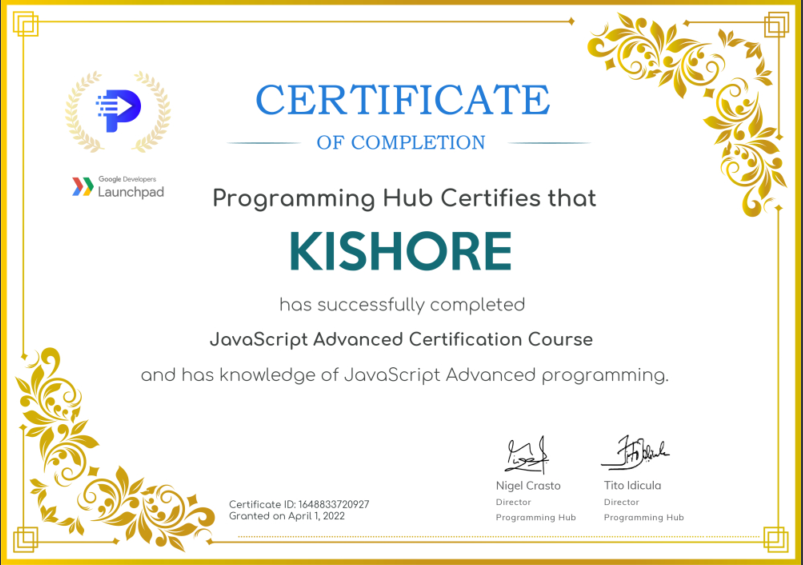 CERTIFICATE
OF COMPLETION
Google Developers
Launchpad
Programming Hub Certifies that
KISHORE
has successfully completed
JavaScript Advanced Certification Course
and has knowledge of JavaScript Advanced programming.
Nigel Crasto
Director
Programming Hub
Tito Idicula
Director
Programming Hub
Certificate ID: 1648833720927
Granted on April 1, 2022